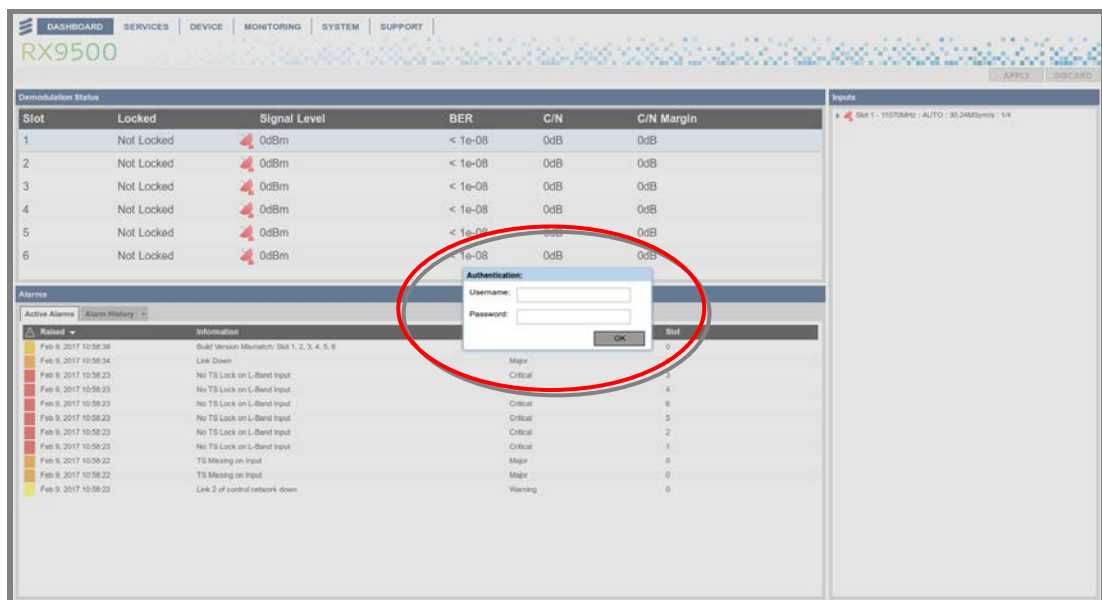 DASHBOARD SERVICES DEVICE MONITORING SYSTEM SUPPORT
RX9500
APPLY DISCARD
Demodulation Status
Slot Locked Signal Level BER C/N C/N Margin
1 Not Locked 0dBm < 1e-08 0dB 0dB
2 Not Locked 0dBm < 1e-08 0dB 0dB
3 Not Locked 0dBm < 1e-08 0dB 0dB
4 Not Locked 0dBm < 1e-08 0dB 0dB
5 Not Locked 0dBm < 1e-08 0dB 0dB
6 Not Locked 0dBm < 1e-08 0dB 0dB
Inputs
Slot 1 - 11070MHz : AUTO : 30.24MSym/s : 1/4
Authentication:
Username:
Password:
OK
Alarms
Active Alarms Alarm History
Raised Information Slot
Feb 9, 2017 10:58:38 Build Version Mismatch: Slot 1, 2, 3, 4, 5, 6 0
Feb 9, 2017 10:58:34 Link Down Major
Feb 9, 2017 10:58:23 No TS Lock on L-Band Input Critical 3
Feb 9, 2017 10:58:23 No TS Lock on L-Band Input Critical 4
Feb 9, 2017 10:58:23 No TS Lock on L-Band Input Critical 6
Feb 9, 2017 10:58:23 No TS Lock on L-Band Input Critical 5
Feb 9, 2017 10:58:23 No TS Lock on L-Band Input Critical 2
Feb 9, 2017 10:58:23 No TS Lock on L-Band Input Critical 1
Feb 9, 2017 10:58:22 TS Missing on Input Major 0
Feb 9, 2017 10:58:22 TS Missing on Input Major 0
Feb 9, 2017 10:58:22 Link 2 of control network down Warning 0